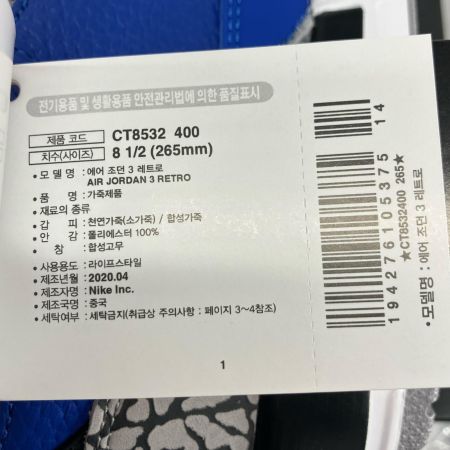 전기용품 및 생활용품 안전관리법에 의한 품질표시
제품 코드 CT8532 400
치수(사이즈) 8 1/2 (265mm)
• 모 델 명 : 에어 조던 3 레트로
AIR JORDAN 3 RETRO
• 품 명 : 가죽제품
• 재료의 종류
• 갑 피 : 천연가죽(소가죽) / 합성가죽
• 안 감 : 폴리에스터 100%
• 창 : 합성고무
• 사용용도 : 라이프스타일
• 제조년월 : 2020.04
• 제조자명 : Nike Inc.
• 제조국명 : 중국
• 세탁여부 : 세탁금지(취급상 주의사항 : 페이지 3~4참조)
1
14
194276105375
★CT8532400 265★
• 모델명 : 에어 조던 3 레트로